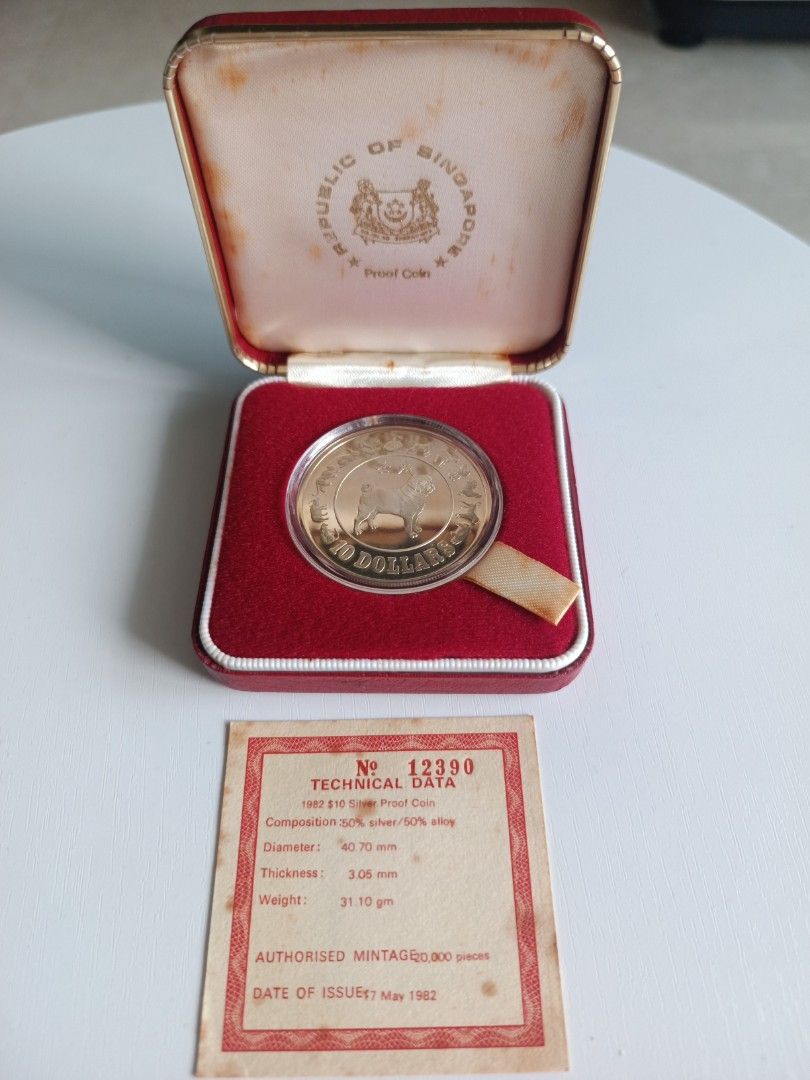 REPUBLIC OF SINGAPORE
Proof Coin
10 DOLLARS
Nº 12390
TECHNICAL DATA
1982 $10 Silver Proof Coin
Composition: 50% silver/50% alloy
Diameter: 40.70 mm
Thickness: 3.05 mm
Weight: 31.10 gm
AUTHORISED MINTAGE: 20,000 pieces
DATE OF ISSUE: 17 May 1982